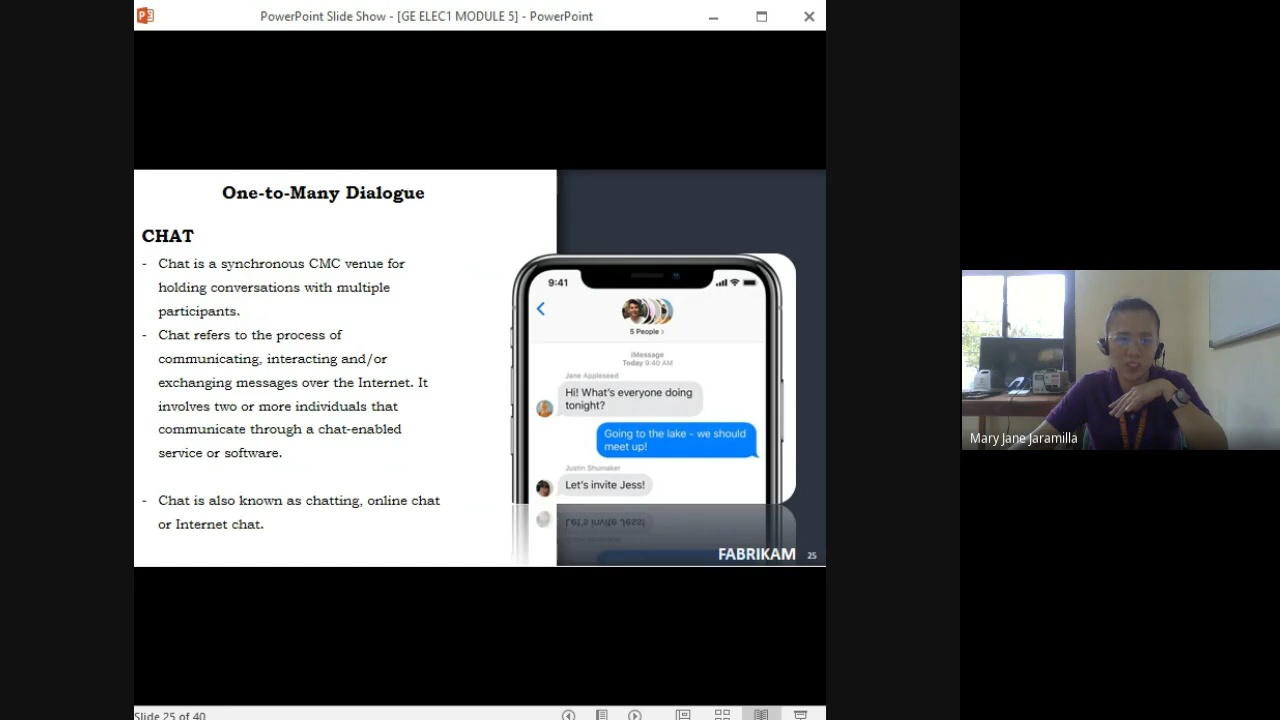 PowerPoint Slide Show - [GE ELEC1 MODULE 5] - PowerPoint
One-to-Many Dialogue
CHAT
- Chat is a synchronous CMC venue for
holding conversations with multiple
participants.
- Chat refers to the process of
communicating, interacting and/or
exchanging messages over the Internet. It
involves two or more individuals that
communicate through a chat-enabled
service or software.
- Chat is also known as chatting, online chat
or Internet chat.
9:41
5 People >
iMessage
Today 9:40 AM
Jane Appleseed
Hi! What's everyone doing
tonight?
Going to the lake - we should
meet up!
Justin Shumaker
Let's invite Jess!
Let's invite Jess!
FABRIKAM
25
Mary Jane Jaramilla
Slide 25 of 40